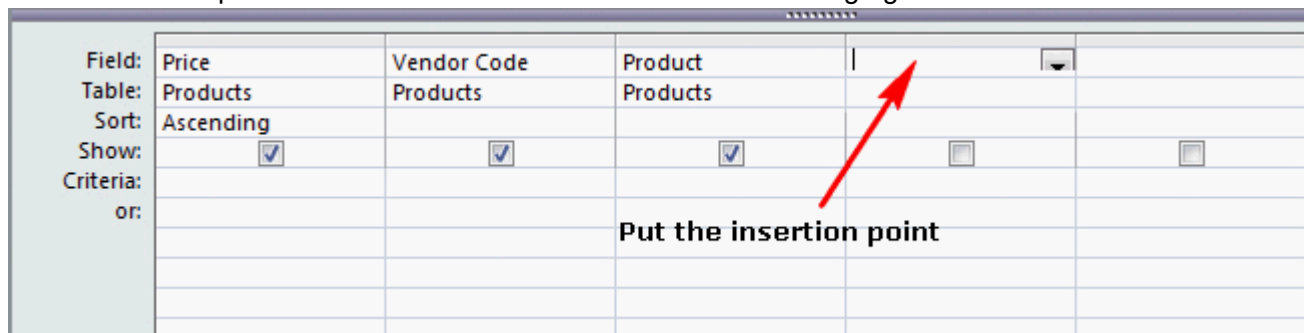 Field: Price Vendor Code Product
Table: Products Products Products
Sort: Ascending
Show:
Criteria:
or:
Put the insertion point